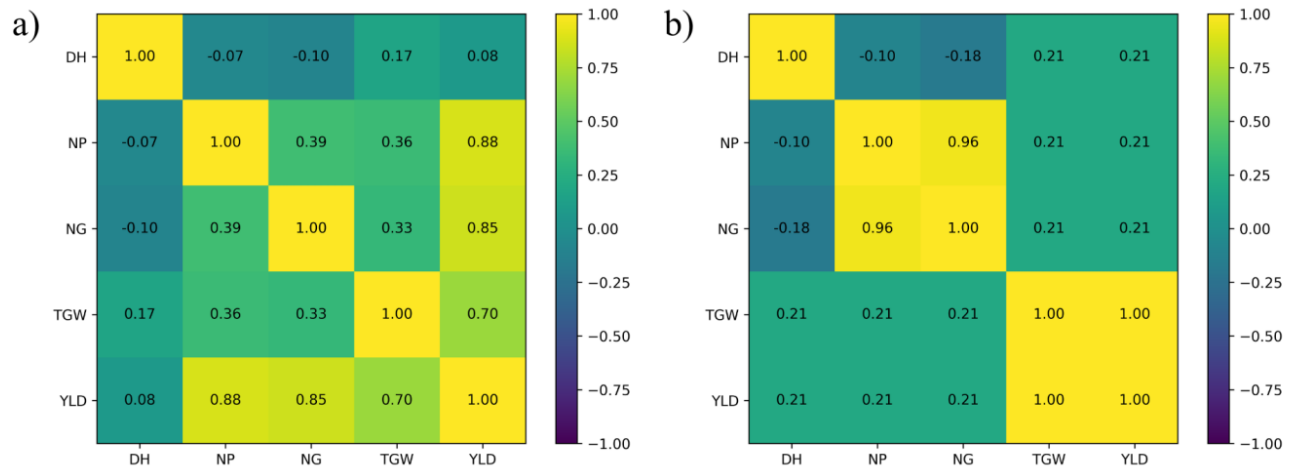 a)
DH 1.00 -0.07 -0.10 0.17 0.08
NP -0.07 1.00 0.39 0.36 0.88
NG -0.10 0.39 1.00 0.33 0.85
TGW 0.17 0.36 0.33 1.00 0.70
YLD 0.08 0.88 0.85 0.70 1.00
DH NP NG TGW YLD
1.00
0.75
0.50
0.25
0.00
−0.25
−0.50
−0.75
−1.00
b)
DH 1.00 -0.10 -0.18 0.21 0.21
NP -0.10 1.00 0.96 0.21 0.21
NG -0.18 0.96 1.00 0.21 0.21
TGW 0.21 0.21 0.21 1.00 1.00
YLD 0.21 0.21 0.21 1.00 1.00
DH NP NG TGW YLD
1.00
0.75
0.50
0.25
0.00
−0.25
−0.50
−0.75
−1.00